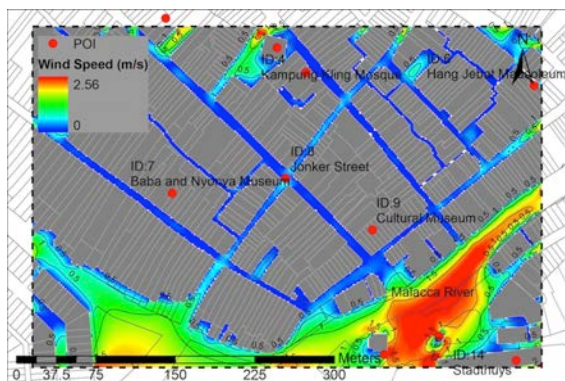 POI
Wind Speed (m/s)
2.56
0
N
ID:4
Kampung Kling Mosque
Hang Jebat Mausoleum
ID:8
Jonker Street
ID:7
Baba and Nyonya Museum
ID:9
Cultural Museum
Malacca River
ID:14
Stadthuys
Meters
0 37.5 75 150 225 300